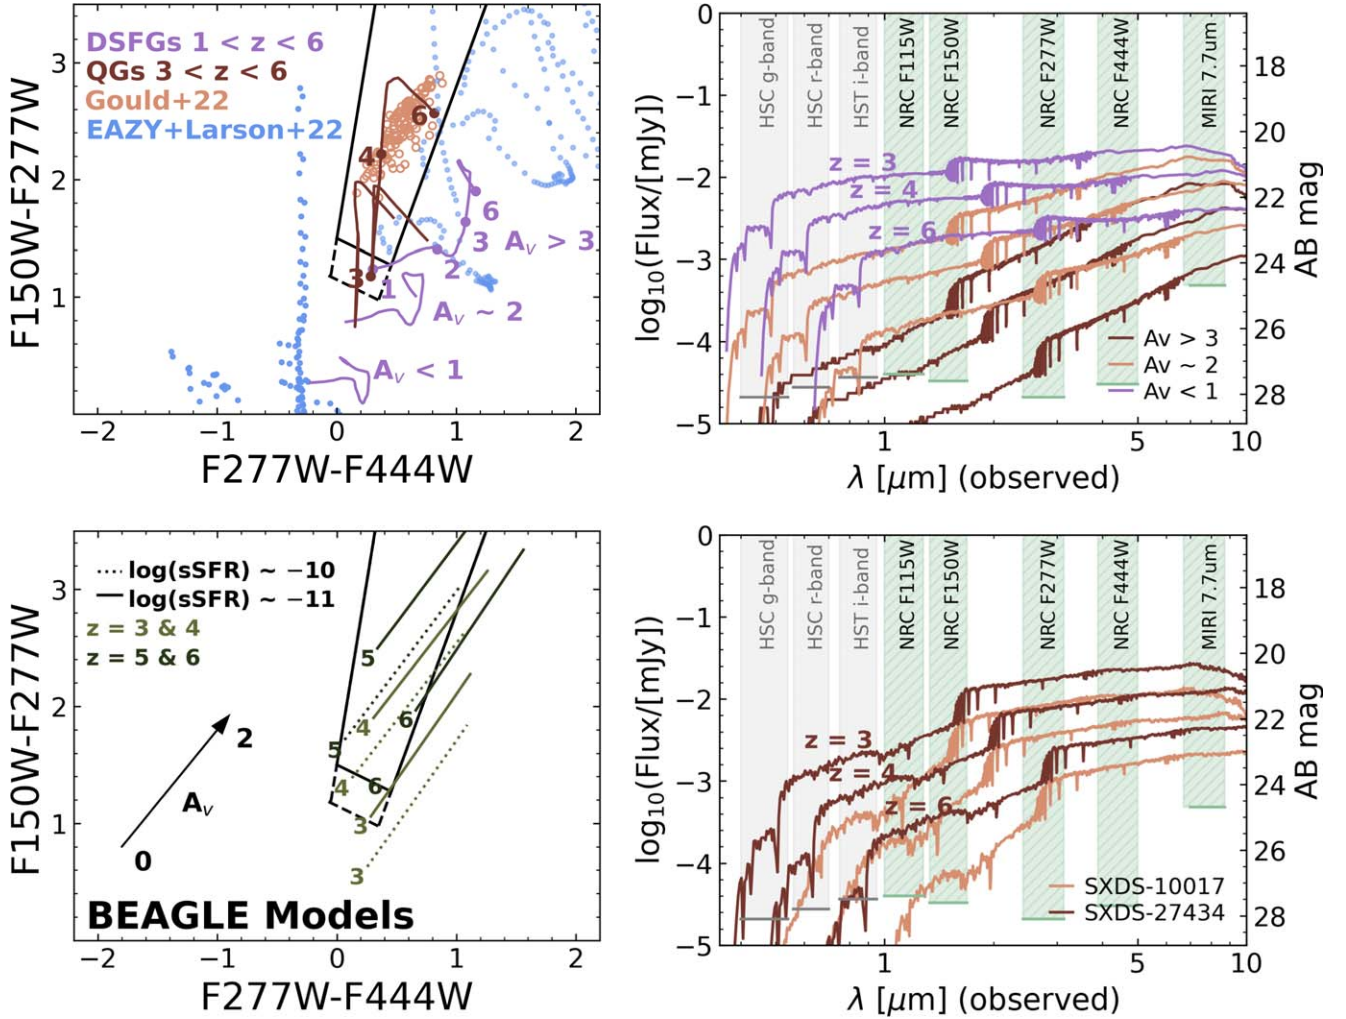 DSFGs 1 < z < 6
QGs 3 < z < 6
Gould+22
EAZY+Larson+22
6
4
3
6
3
A_v > 3
2
1
A_v ~ 2
A_v < 1
3
2
1
−2
−1
0
1
2
F150W-F277W
F277W-F444W
HSC g-band
HSC r-band
HST i-band
NRC F115W
NRC F150W
NRC F277W
NRC F444W
MIRI 7.7um
z = 3
z = 4
z = 6
Av > 3
Av ~ 2
Av < 1
0
−1
−2
−3
−4
−5
18
20
22
24
26
28
1
5
10
log₁₀(Flux/[mJy])
AB mag
λ [μm] (observed)
log(sSFR) ~ −10
log(sSFR) ~ −11
z = 3 & 4
z = 5 & 6
5
4
6
5
4
6
3
3
2
A_v
0
BEAGLE Models
3
2
1
−2
−1
0
1
2
F150W-F277W
F277W-F444W
HSC g-band
HSC r-band
HST i-band
NRC F115W
NRC F150W
NRC F277W
NRC F444W
MIRI 7.7um
z = 3
z = 4
z = 6
SXDS-10017
SXDS-27434
0
−1
−2
−3
−4
−5
18
20
22
24
26
28
1
5
10
log₁₀(Flux/[mJy])
AB mag
λ [μm] (observed)